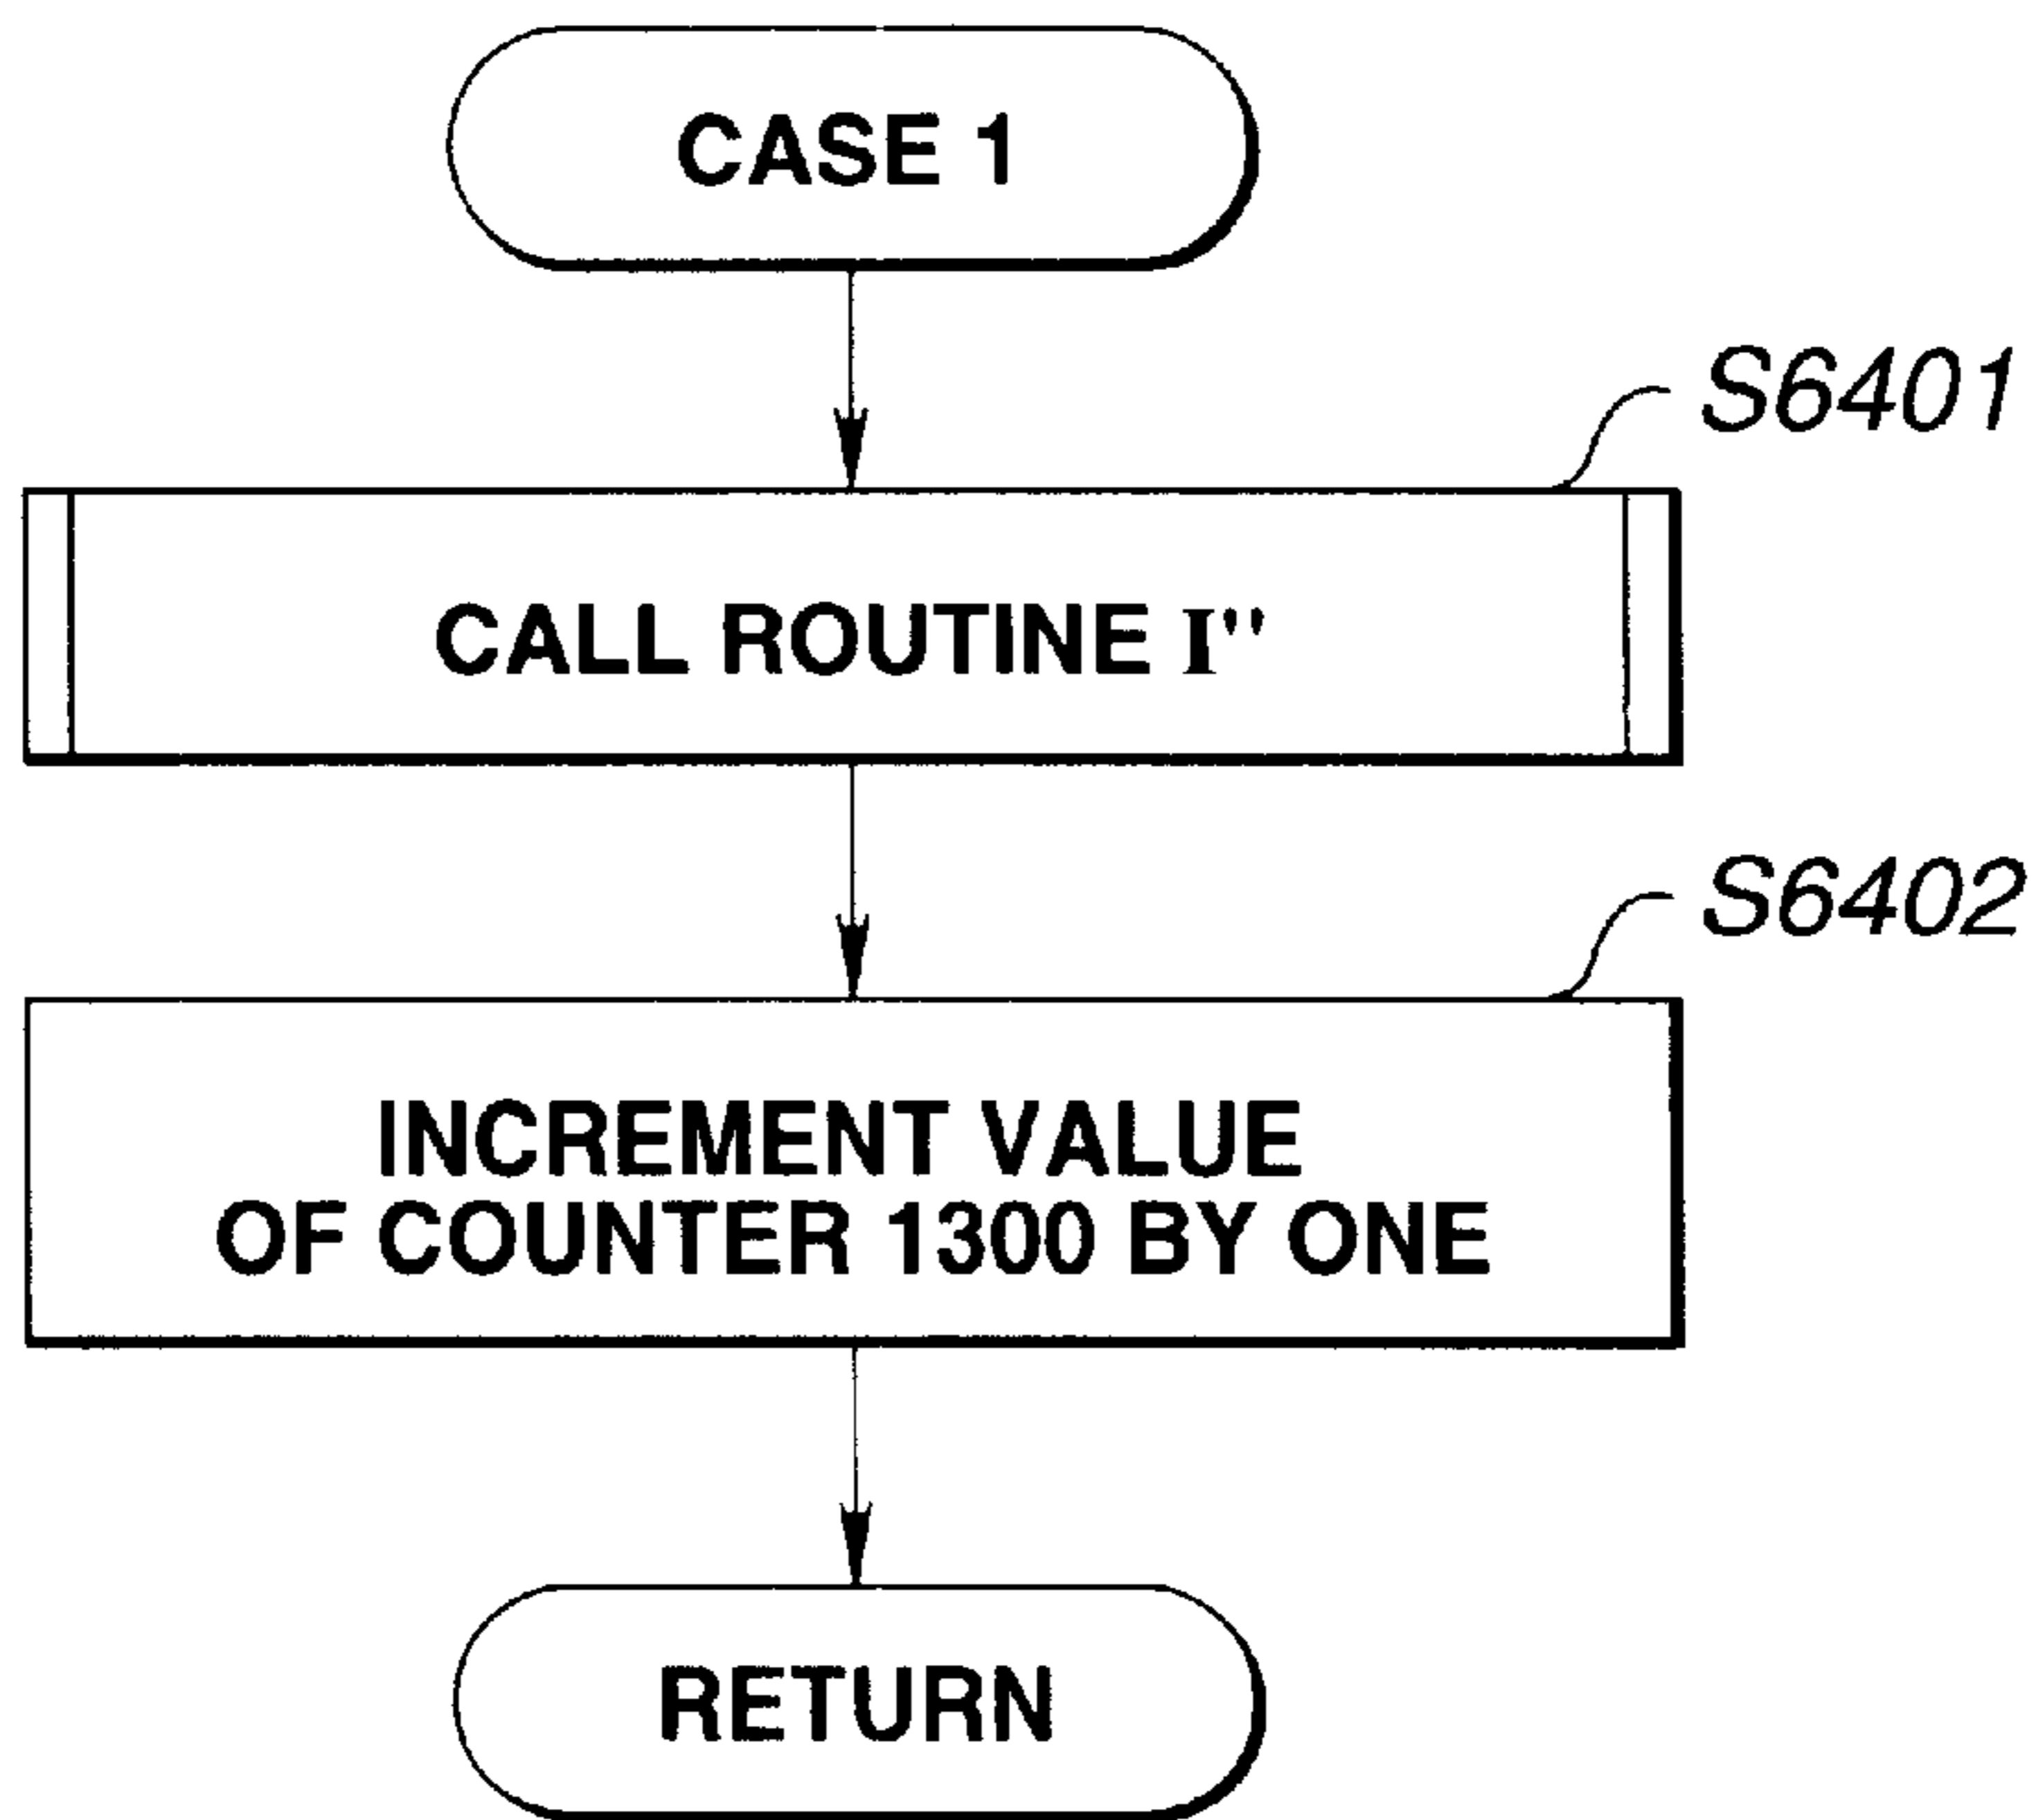 CASE 1
S6401
CALL ROUTINE I''
S6402
INCREMENT VALUE
OF COUNTER 1300 BY ONE
RETURN